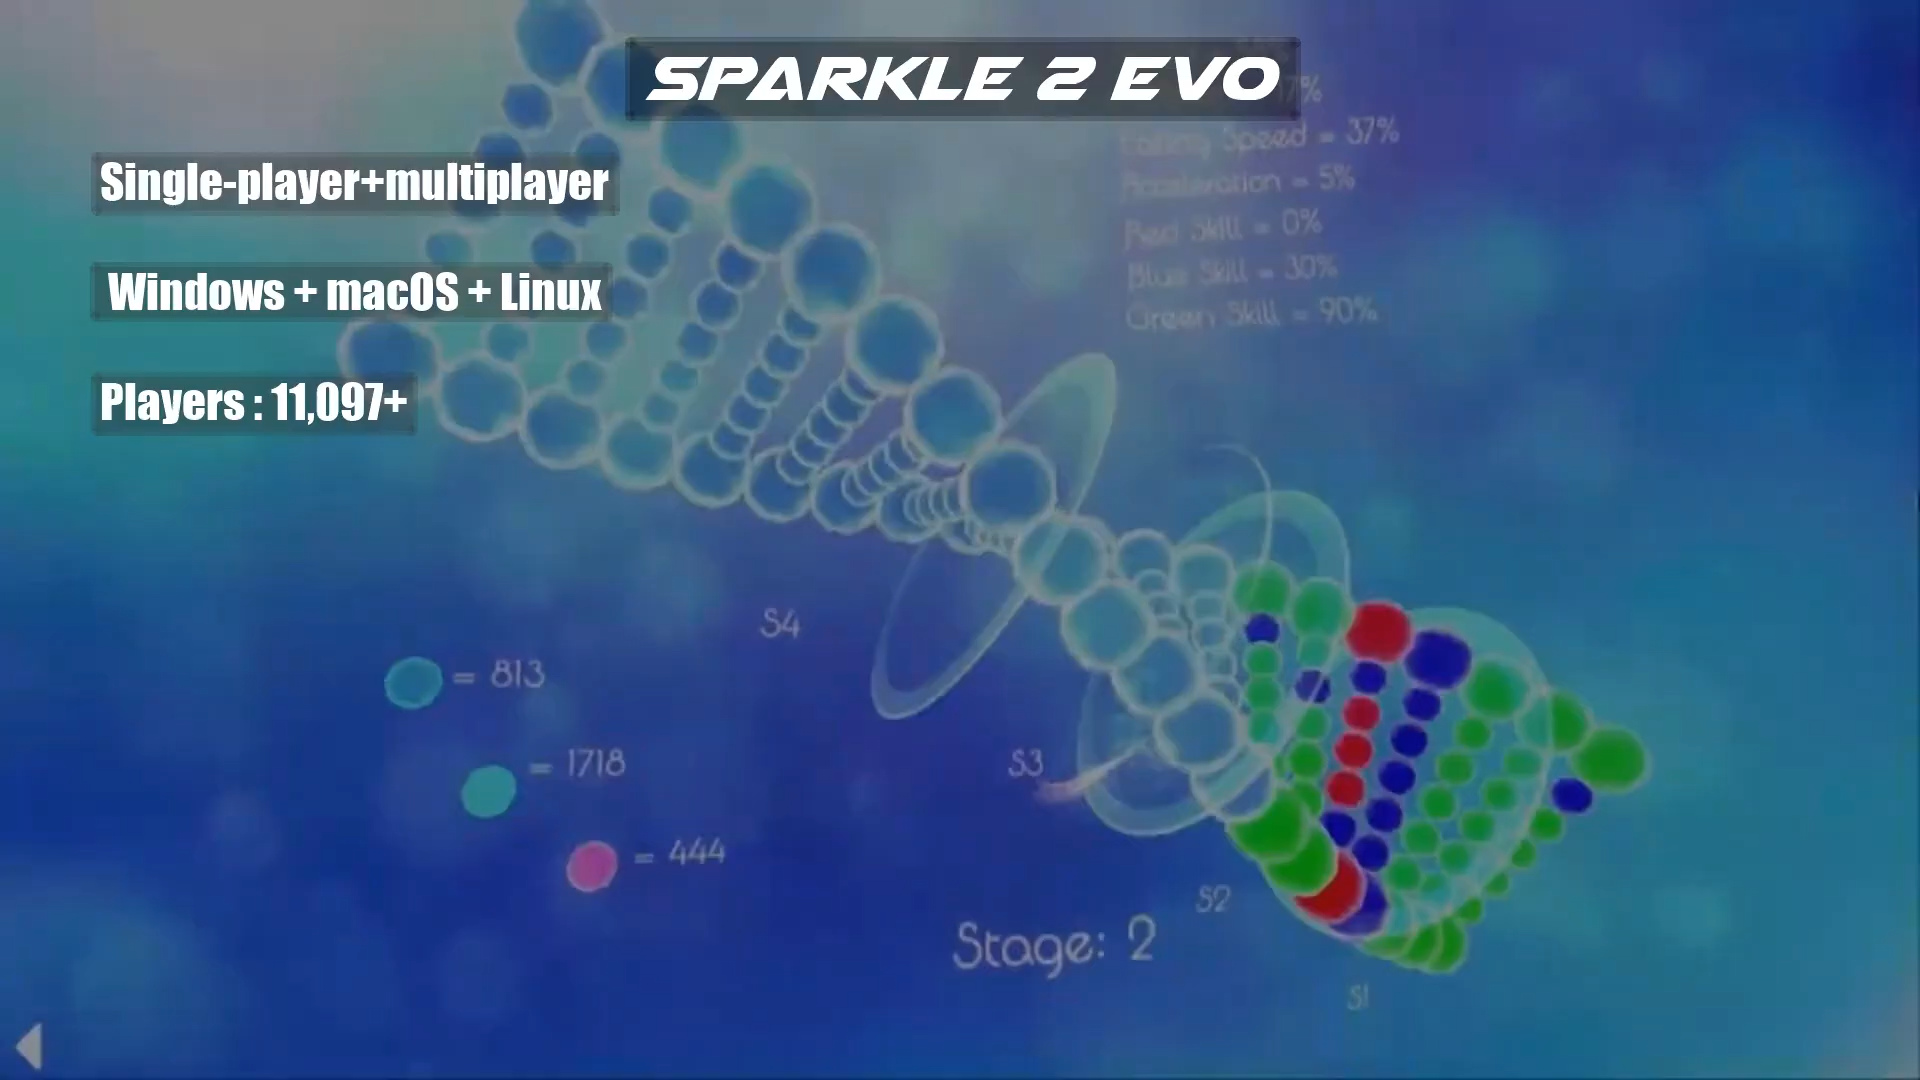 SPARKLE 2 EVO
7%
Speed = 37%
Single-player+multiplayer
Acceleration = 5%
Red Skill = 0%
Blue Skill = 30%
Windows + macOS + Linux
Green Skill = 90%
Players : 11,097+
S4
= 813
= 1718
S3
= 444
S2
Stage: 2
S1